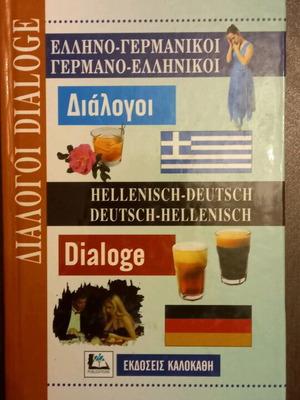 ΔΙΑΛΟΓΟΙ DIALOGE
ΕΛΛΗΝΟ-ΓΕΡΜΑΝΙΚΟΙ
ΓΕΡΜΑΝΟ-ΕΛΛΗΝΙΚΟΙ
Διάλογοι
HELLENISCH-DEUTSCH
DEUTSCH-HELLENISCH
Dialoge
ΕΚΔΟΣΕΙΣ ΚΑΛΟΚΑΘΗ